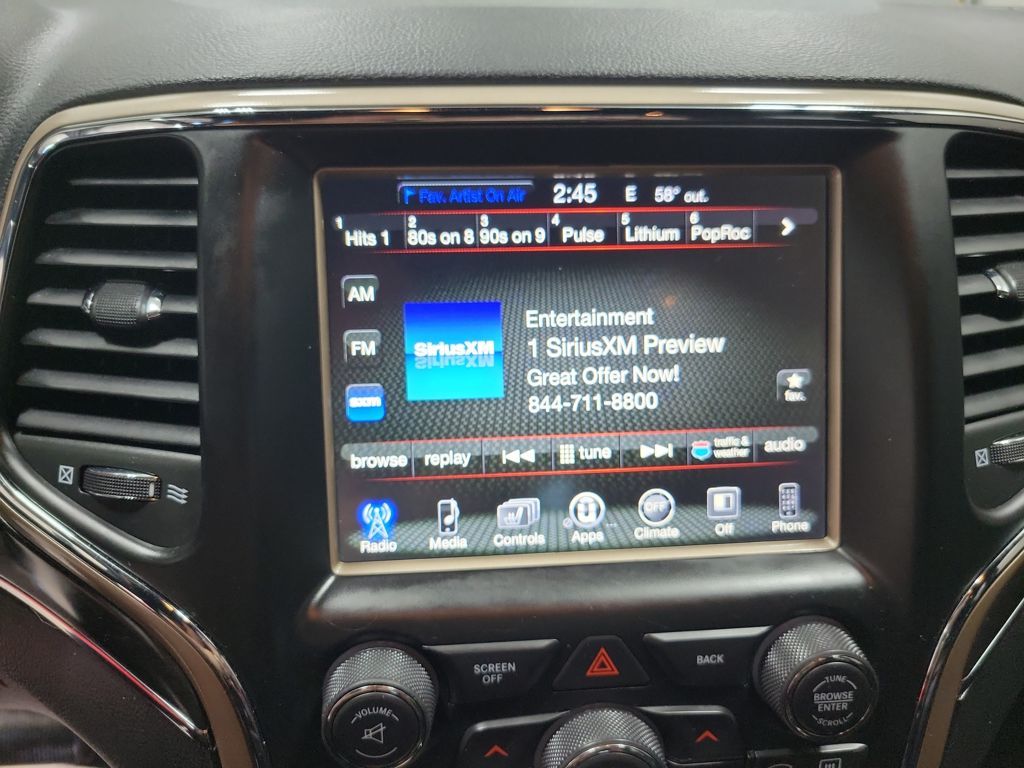 Fav. Artist On Air 2:45 E 58° out.
1 Hits 1 2 80s on 8 3 90s on 9 4 Pulse 5 Lithium 6 PopRoc
AM
FM
sxm
SiriusXM
Entertainment
1 SiriusXM Preview
Great Offer Now!
844-711-8800
fav.
browse replay tune traffic & weather audio
Radio Media Controls Apps OFF Climate Off Phone
SCREEN
OFF
BACK
VOLUME
TUNE
BROWSE
ENTER
SCROLL